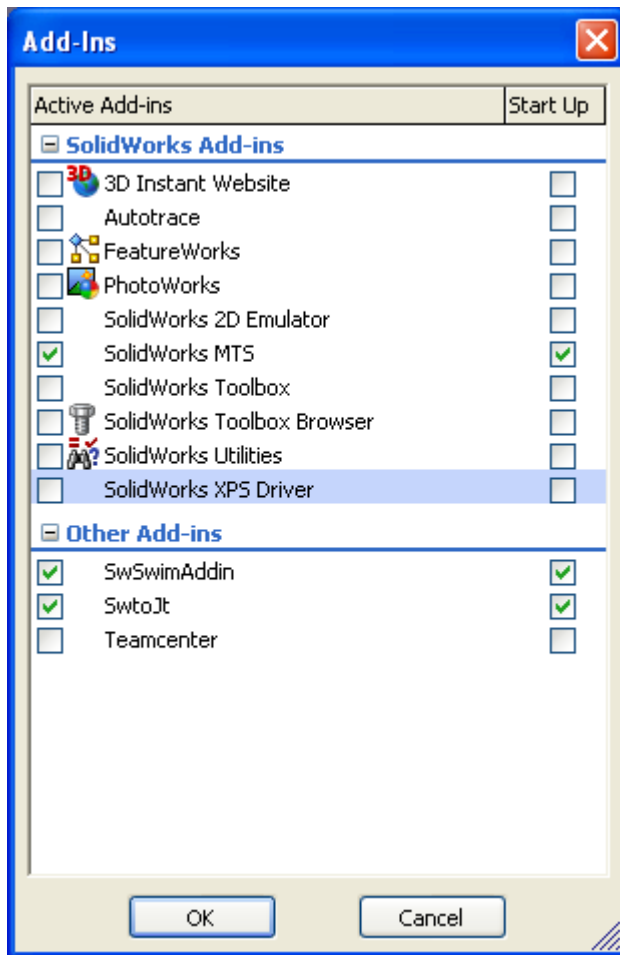 Add-Ins
Active Add-ins Start Up
SolidWorks Add-ins
3D 3D Instant Website
Autotrace
FeatureWorks
PhotoWorks
SolidWorks 2D Emulator
SolidWorks MTS
SolidWorks Toolbox
SolidWorks Toolbox Browser
? SolidWorks Utilities
SolidWorks XPS Driver
Other Add-ins
SwSwimAddin
SwtoJt
Teamcenter
OK Cancel